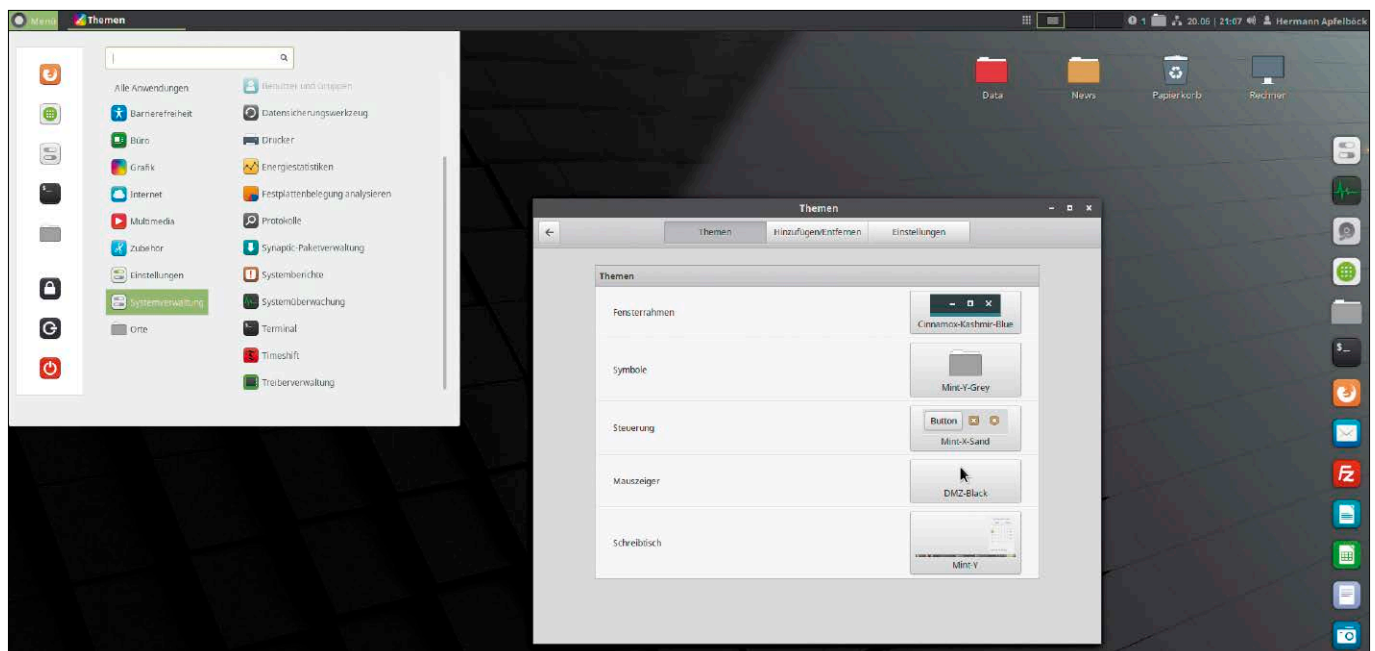 Menü Themen 1 20.06 | 21:07 Hermann Apfelböck
Alle Anwendungen
Barrierefreiheit
Büro
Grafik
Internet
Multimedia
Zubehör
Einstellungen
Systemverwaltung
Orte
Benutzer und Gruppen
Datensicherungswerkzeug
Drucker
Energiestatistiken
Festplattenbelegung analysieren
Protokolle
Synaptic-Paketverwaltung
Systemberichte
Systemüberwachung
Terminal
Timeshift
Treiberverwaltung
Data News Papierkorb Rechner
Themen
Themen Hinzufügen/Entfernen Einstellungen
Themen
Fensterrahmen
Cinnamox-Kashmir-Blue
Symbole
Mint-Y-Grey
Steuerung
Button
Mint-X-Sand
Mauszeiger
DMZ-Black
Schreibtisch
Mint-Y
$_
FZ